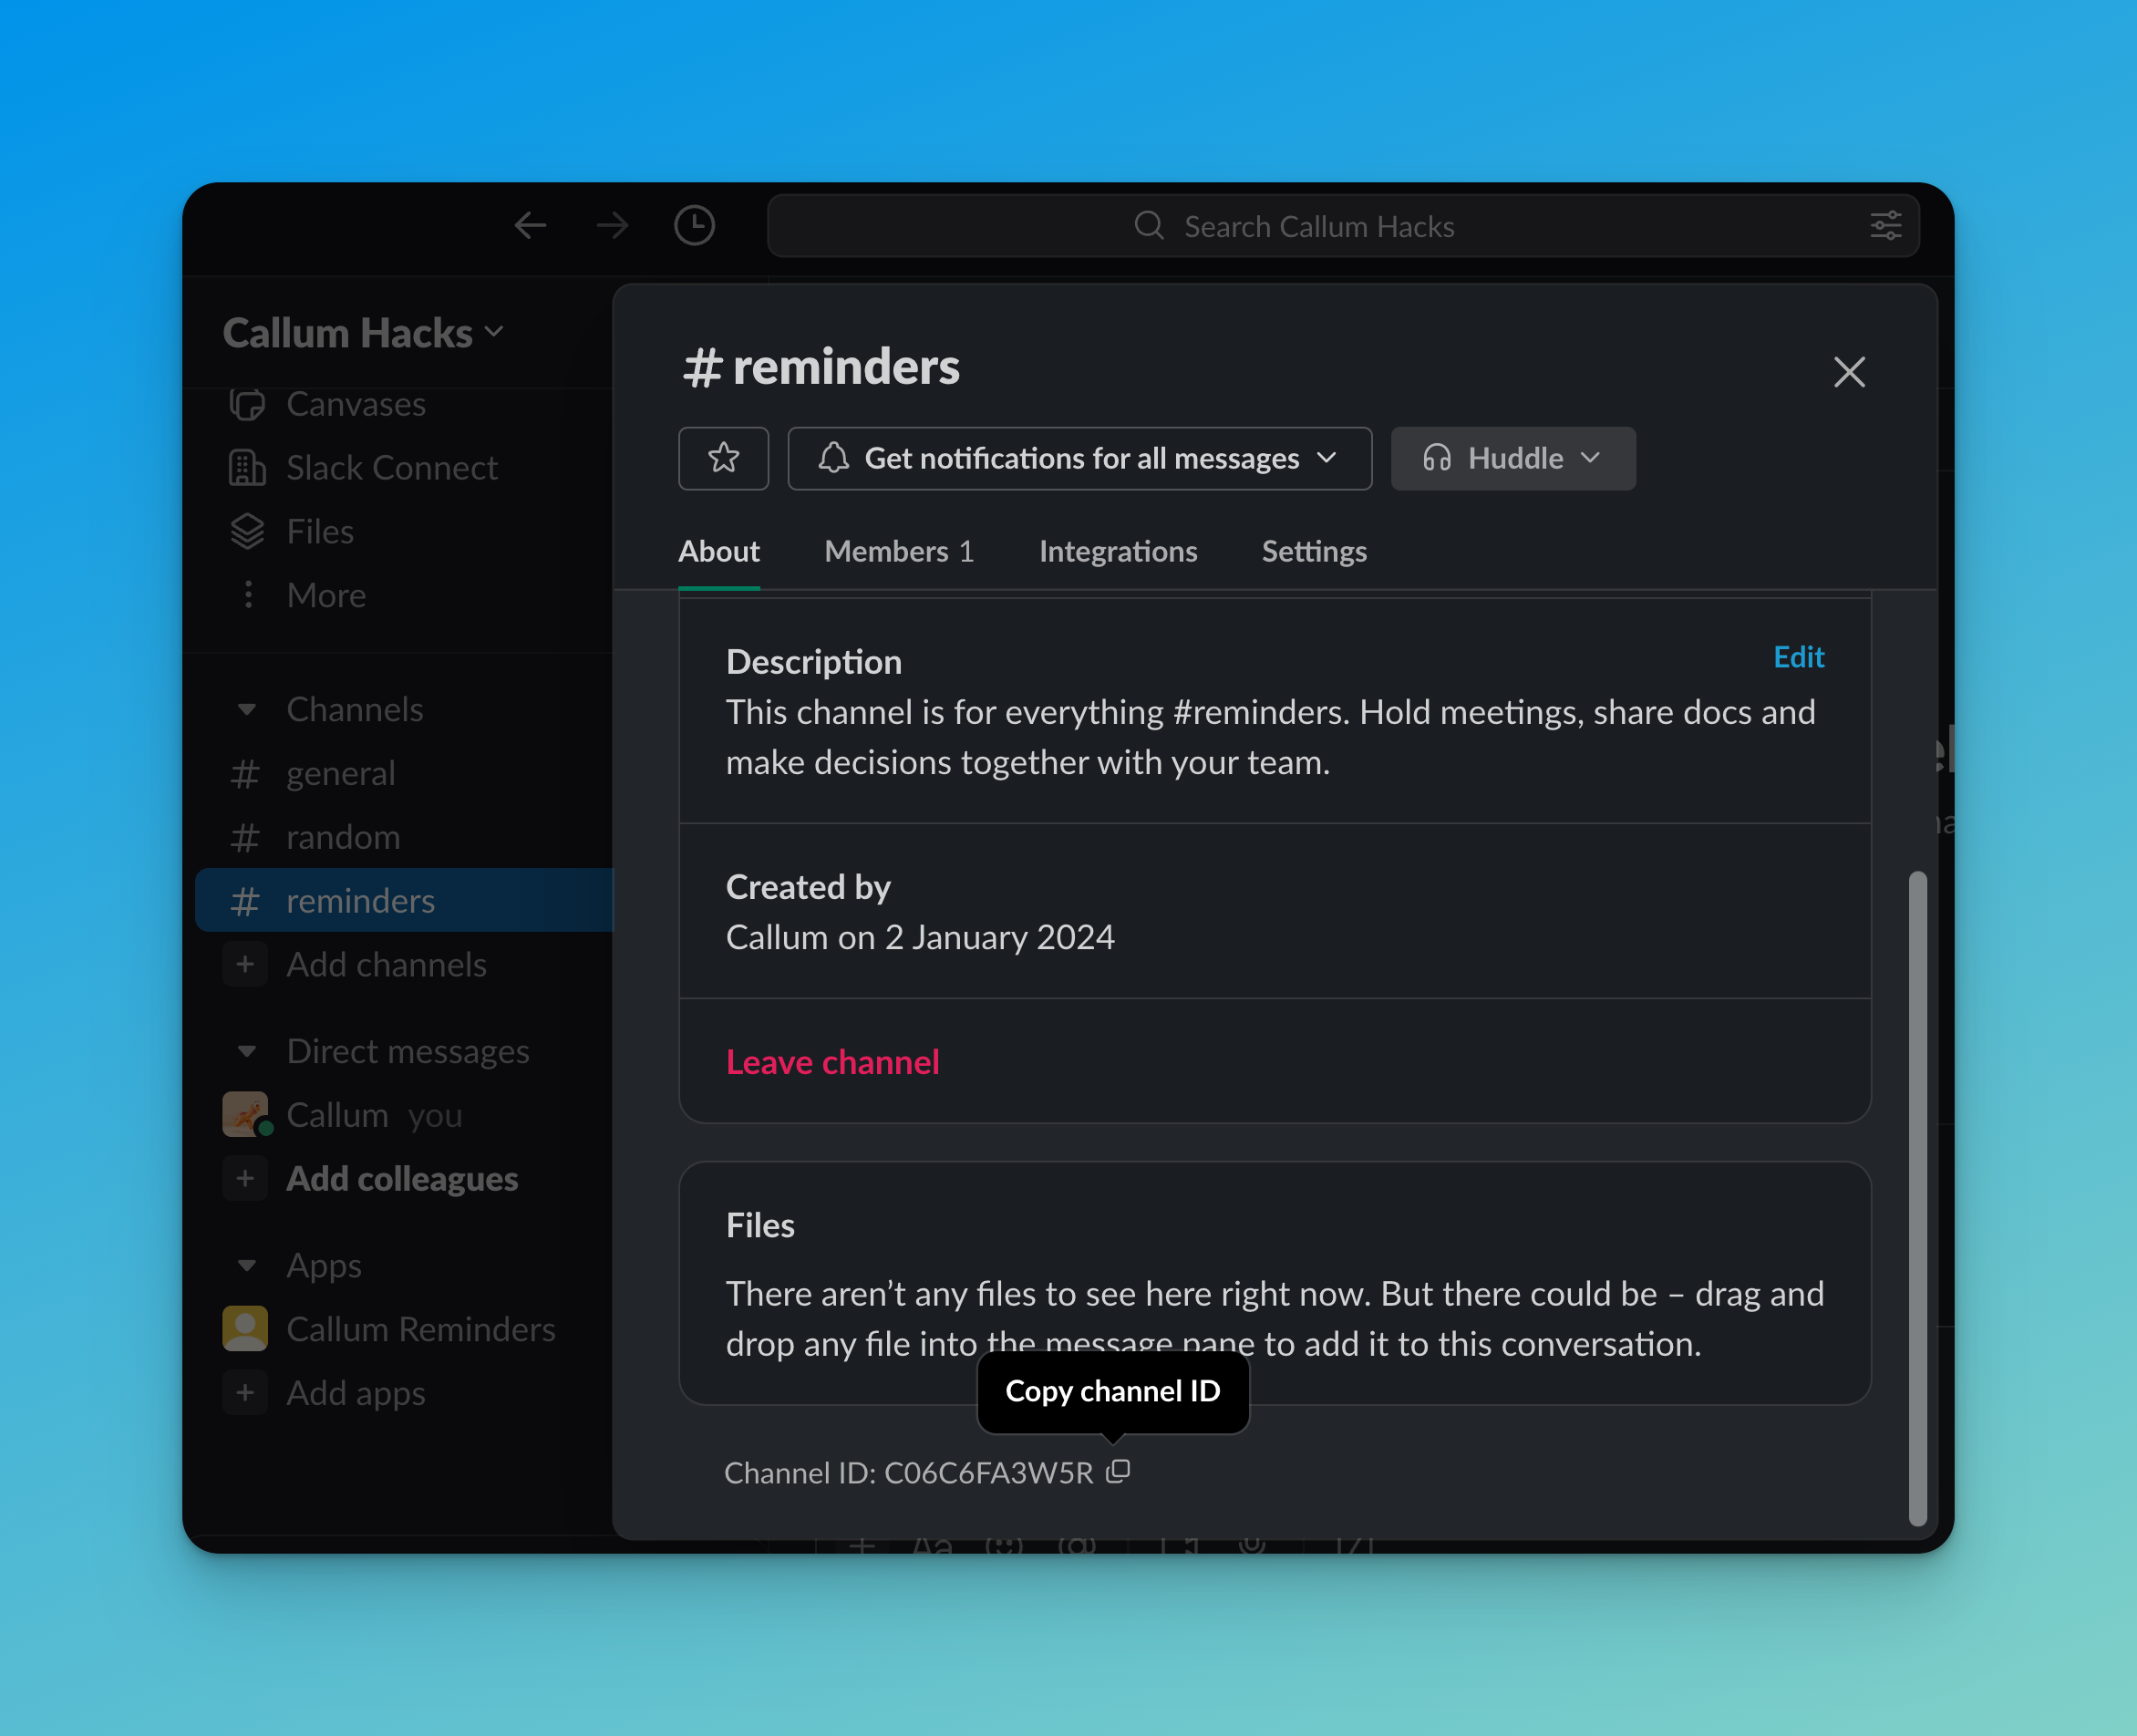 Search Callum Hacks
Callum Hacks
Canvases
Slack Connect
Files
More
Channels
# general
# random
# reminders
+ Add channels
Direct messages
Callum you
+ Add colleagues
Apps
Callum Reminders
+ Add apps
# reminders
Get notifications for all messages
Huddle
About
Members 1
Integrations
Settings
Description
Edit
This channel is for everything #reminders. Hold meetings, share docs and
make decisions together with your team.
Created by
Callum on 2 January 2024
Leave channel
Files
There aren’t any files to see here right now. But there could be – drag and
drop any file into the message pane to add it to this conversation.
Copy channel ID
Channel ID: C06C6FA3W5R
Aa